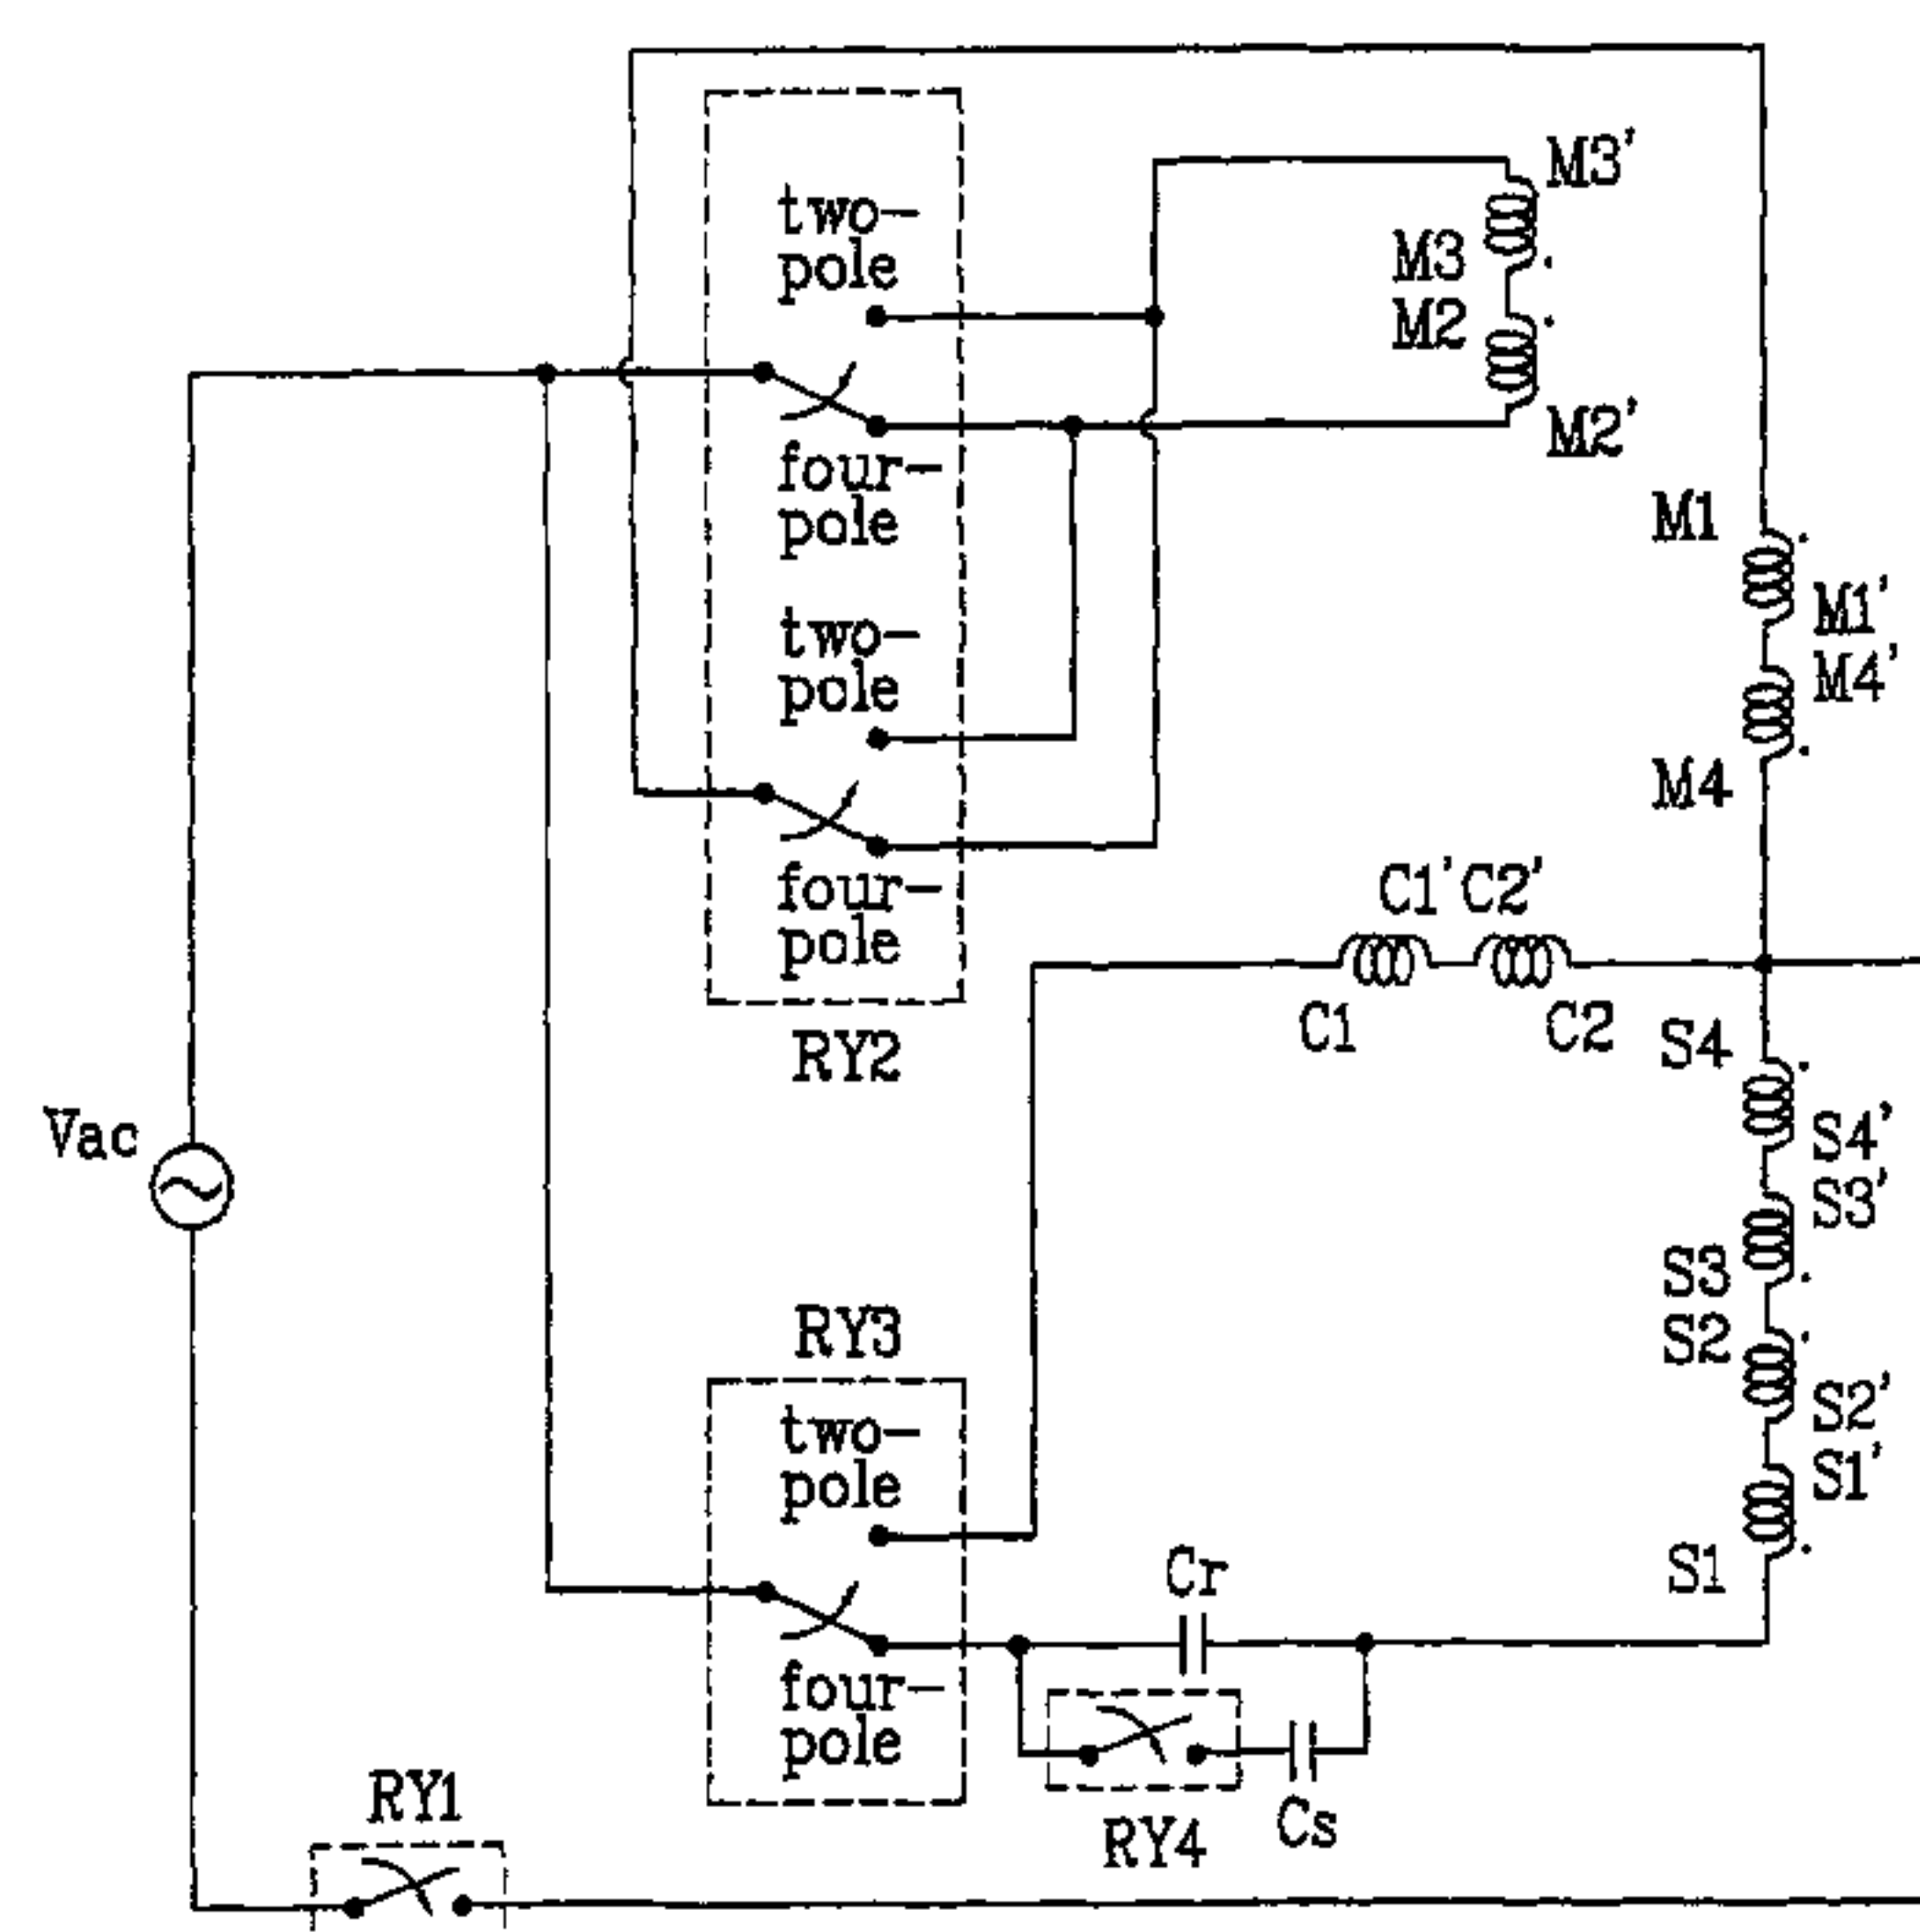 two-
pole
four-
pole
two-
pole
four-
pole
RY2
M3'
M3
M2
M2'
M1
M1'
M4'
M4
C1'C2'
C1
C2
S4
S4'
S3'
S3
S2
S2'
S1'
S1
Vac
RY3
two-
pole
four-
pole
Cr
RY4
Cs
RY1